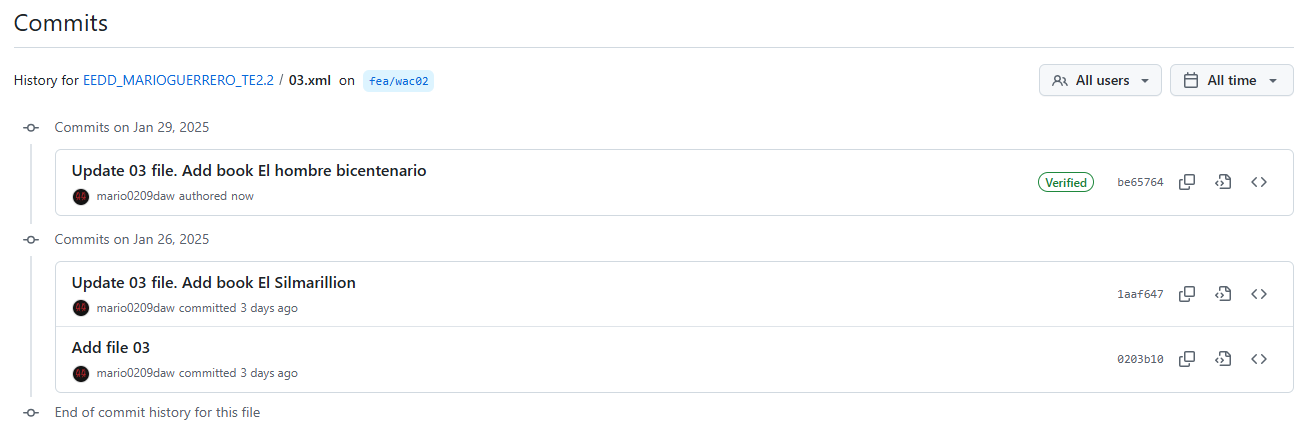 Commits
History for EEDD_MARIOGUERRERO_TE2.2 / 03.xml on fea/wac02
All users
All time
Commits on Jan 29, 2025
Update 03 file. Add book El hombre bicentenario
mario0209daw authored now
Verified
be65764
Commits on Jan 26, 2025
Update 03 file. Add book El Silmarillion
mario0209daw committed 3 days ago
1aaf647
Add file 03
mario0209daw committed 3 days ago
0203b10
End of commit history for this file